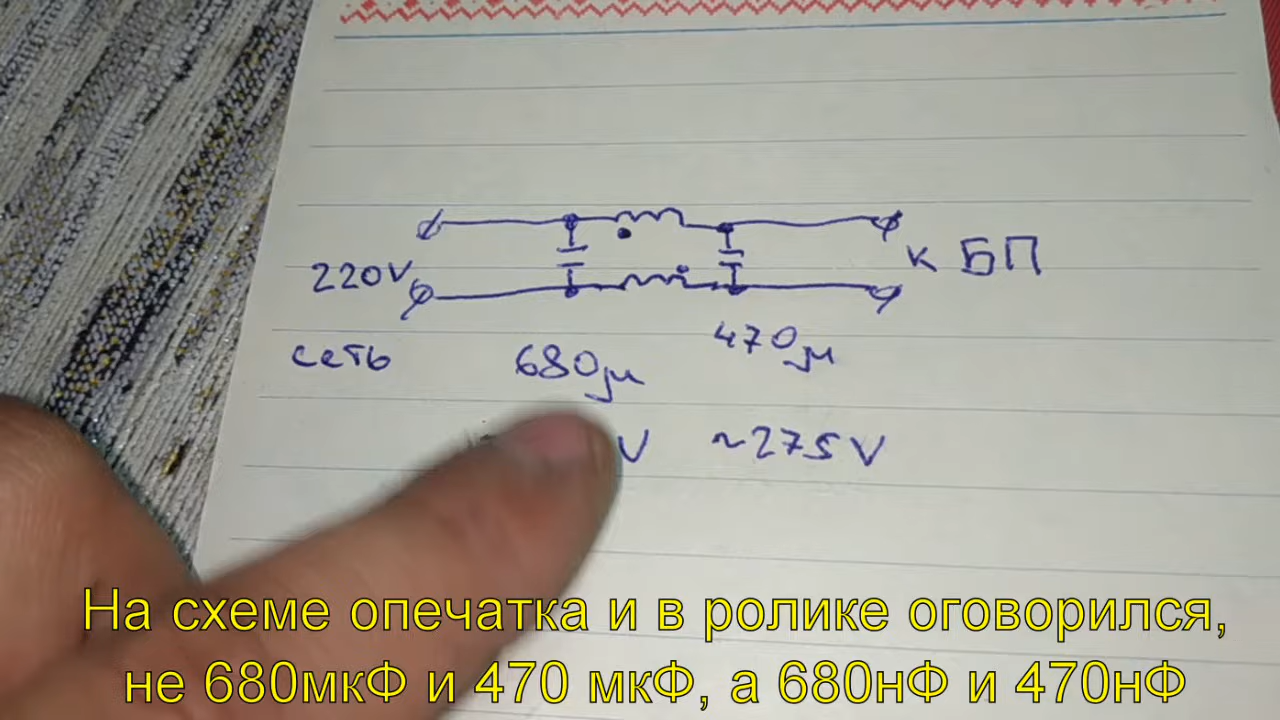 220V
к БП
сеть
680μ
470μ
V
~275V
На схеме опечатка и в ролике оговорился,
не 680мкФ и 470 мкФ, а 680нФ и 470нФ